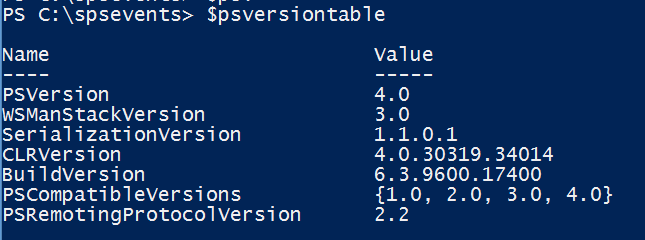 PS C:\spsevents> $psversiontable
Name Value
---- -----
PSVersion 4.0
WSManStackVersion 3.0
SerializationVersion 1.1.0.1
CLRVersion 4.0.30319.34014
BuildVersion 6.3.9600.17400
PSCompatibleVersions {1.0, 2.0, 3.0, 4.0}
PSRemotingProtocolVersion 2.2